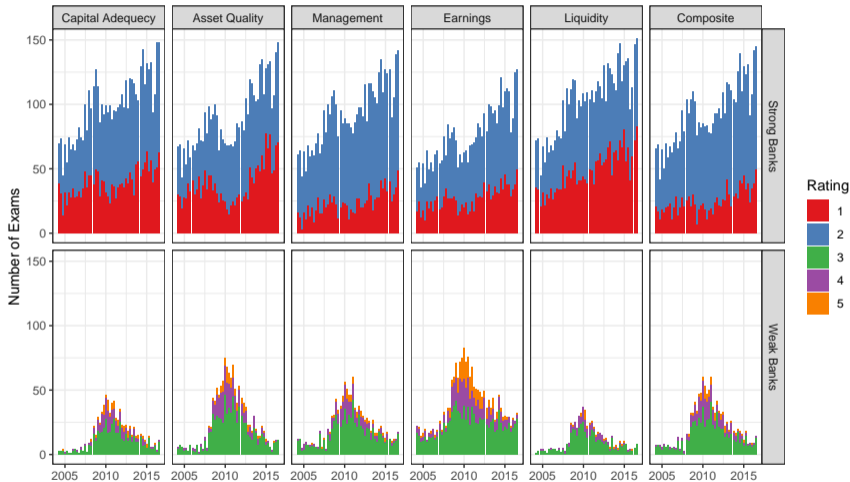 Capital Adequecy Asset Quality Management Earnings Liquidity Composite
150
100
50
0
Strong Banks
150
100
50
0
Weak Banks
Number of Exams
2005 2010 2015 2005 2010 2015 2005 2010 2015 2005 2010 2015 2005 2010 2015 2005 2010 2015
Rating
1
2
3
4
5